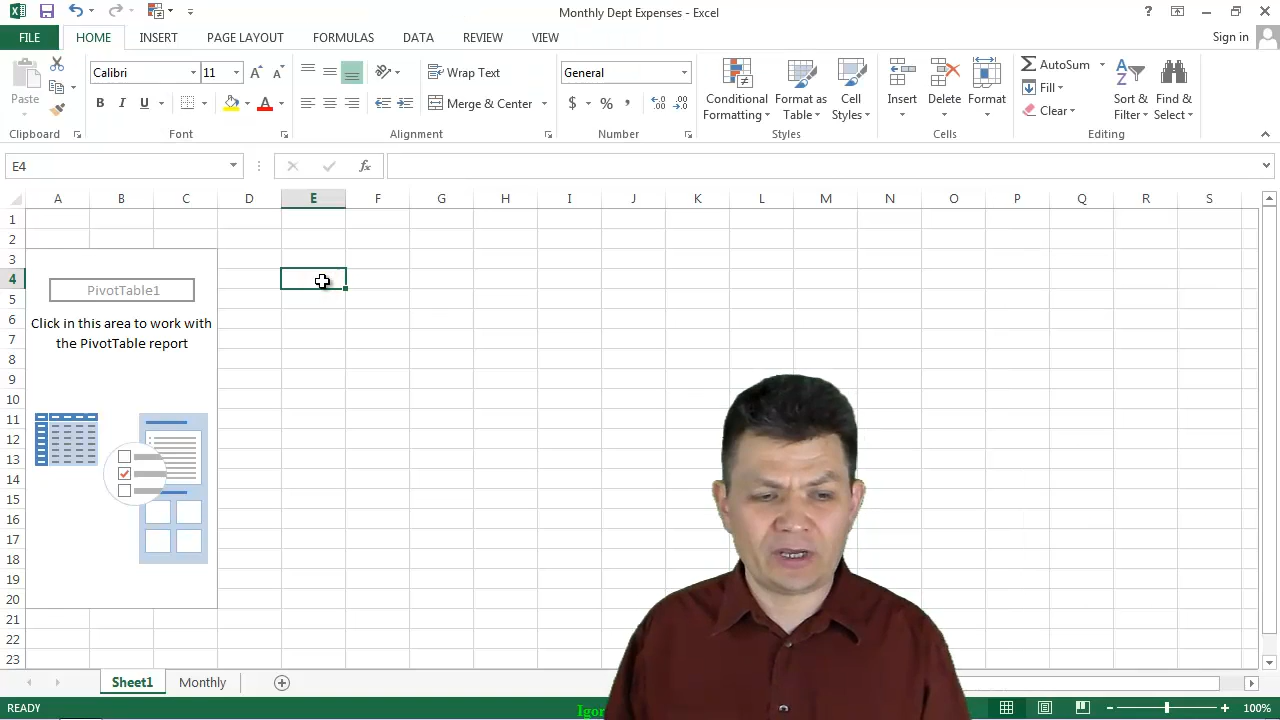 Monthly Dept Expenses - Excel
?
FILE HOME INSERT PAGE LAYOUT FORMULAS DATA REVIEW VIEW Sign in
Paste
Calibri 11
B I U A
Wrap Text
Merge & Center
General
$ % ,
Conditional Formatting
Format as Table
Cell Styles
Insert Delete Format
AutoSum
Fill
Clear
Sort & Filter
Find & Select
Clipboard Font Alignment Number Styles Cells Editing
E4 fx
A B C D E F G H I J K L M N O P Q R S
1
2
3
4
5
6
7
8
9
10
11
12
13
14
15
16
17
18
19
20
21
22
23
PivotTable1
Click in this area to work with
the PivotTable report
Sheet1 Monthly
READY Igor 100%